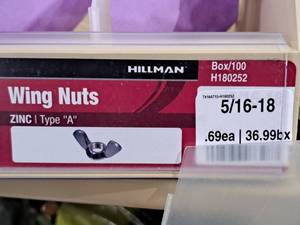 HILLMAN
Box/100
H180252
Wing Nuts
ZINC | Type "A"
5/16-18
.69ea | 36.99bx